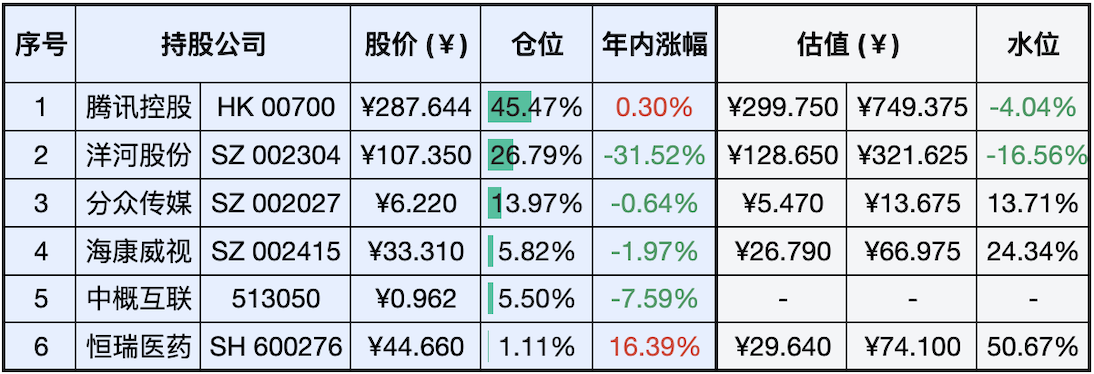 序号 持股公司 股价 (¥) 仓位 年内涨幅 估值 (¥) 水位
1 腾讯控股 HK 00700 ¥287.644 45.47% 0.30% ¥299.750 ¥749.375 -4.04%
2 洋河股份 SZ 002304 ¥107.350 26.79% -31.52% ¥128.650 ¥321.625 -16.56%
3 分众传媒 SZ 002027 ¥6.220 13.97% -0.64% ¥5.470 ¥13.675 13.71%
4 海康威视 SZ 002415 ¥33.310 5.82% -1.97% ¥26.790 ¥66.975 24.34%
5 中概互联 513050 ¥0.962 5.50% -7.59% - - -
6 恒瑞医药 SH 600276 ¥44.660 1.11% 16.39% ¥29.640 ¥74.100 50.67%